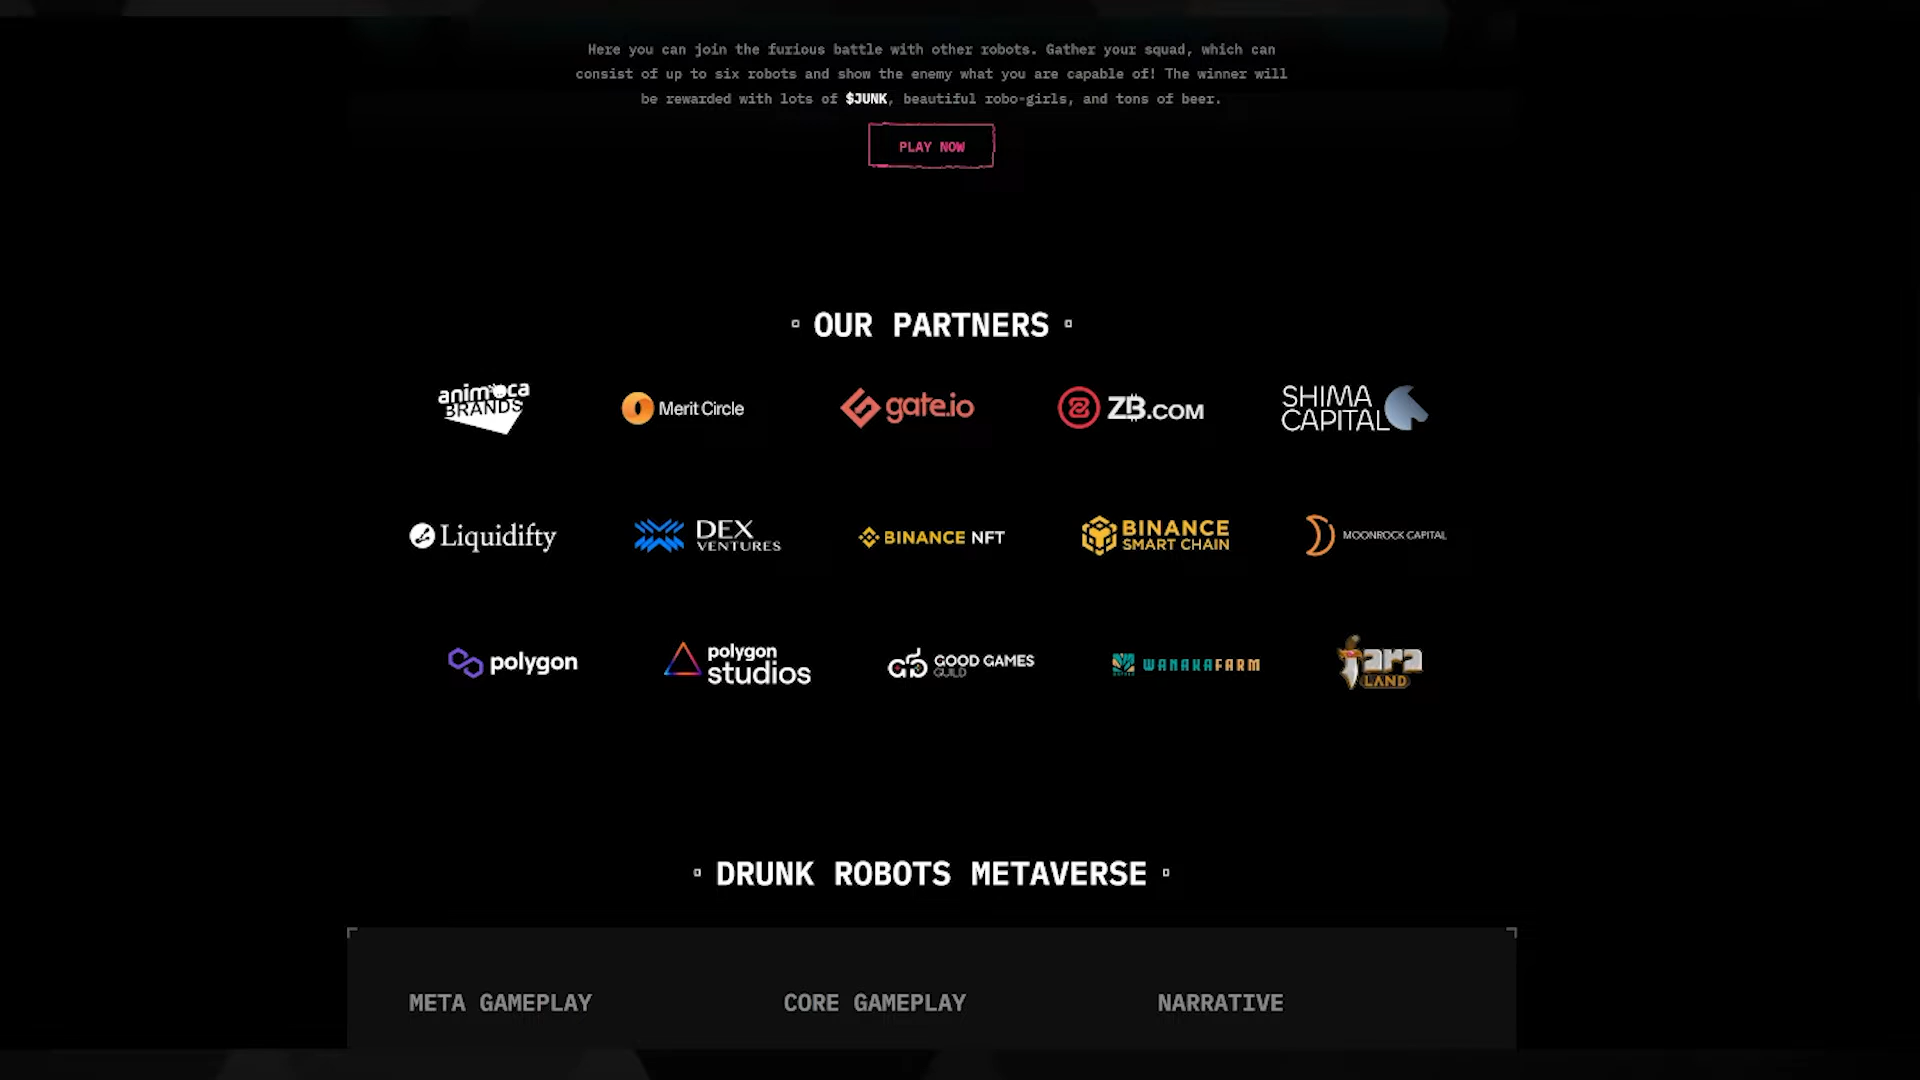 Here you can join the furious battle with other robots. Gather your squad, which can
consist of up to six robots and show the enemy what you are capable of! The winner will
be rewarded with lots of $JUNK, beautiful robo-girls, and tons of beer.
PLAY NOW
OUR PARTNERS
animoca
BRANDS
Merit Circle
gate.io
ZB.COM
SHIMA
CAPITAL
Liquidifty
DEX
VENTURES
BINANCE NFT
BINANCE
SMART CHAIN
MOONROCK CAPITAL
polygon
polygon
studios
GOOD GAMES
GUILD
WANAKAFARM
fara
LAND
DRUNK ROBOTS METAVERSE
META GAMEPLAY
CORE GAMEPLAY
NARRATIVE